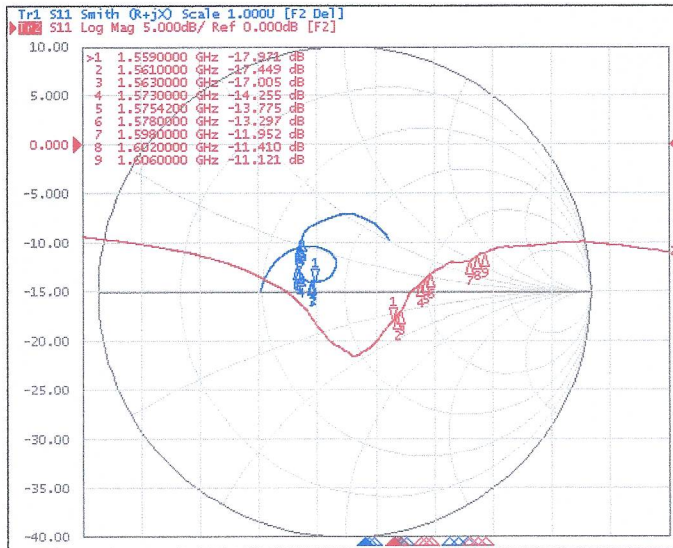 Tr1 S11 Smith (R+jX) Scale 1.000U [F2 Del]
Tr2 S11 Log Mag 5.000dB/ Ref 0.000dB [F2]
10.00
5.000
0.000
-5.000
-10.00
-15.00
-20.00
-25.00
-30.00
-35.00
-40.00
>1 1.5590000 GHz -17.971 dB
2 1.5610000 GHz -17.449 dB
3 1.5630000 GHz -17.005 dB
4 1.5730000 GHz -14.255 dB
5 1.5754200 GHz -13.775 dB
6 1.5780000 GHz -13.297 dB
7 1.5980000 GHz -11.952 dB
8 1.6020000 GHz -11.410 dB
9 1.6060000 GHz -11.121 dB
1
1
2